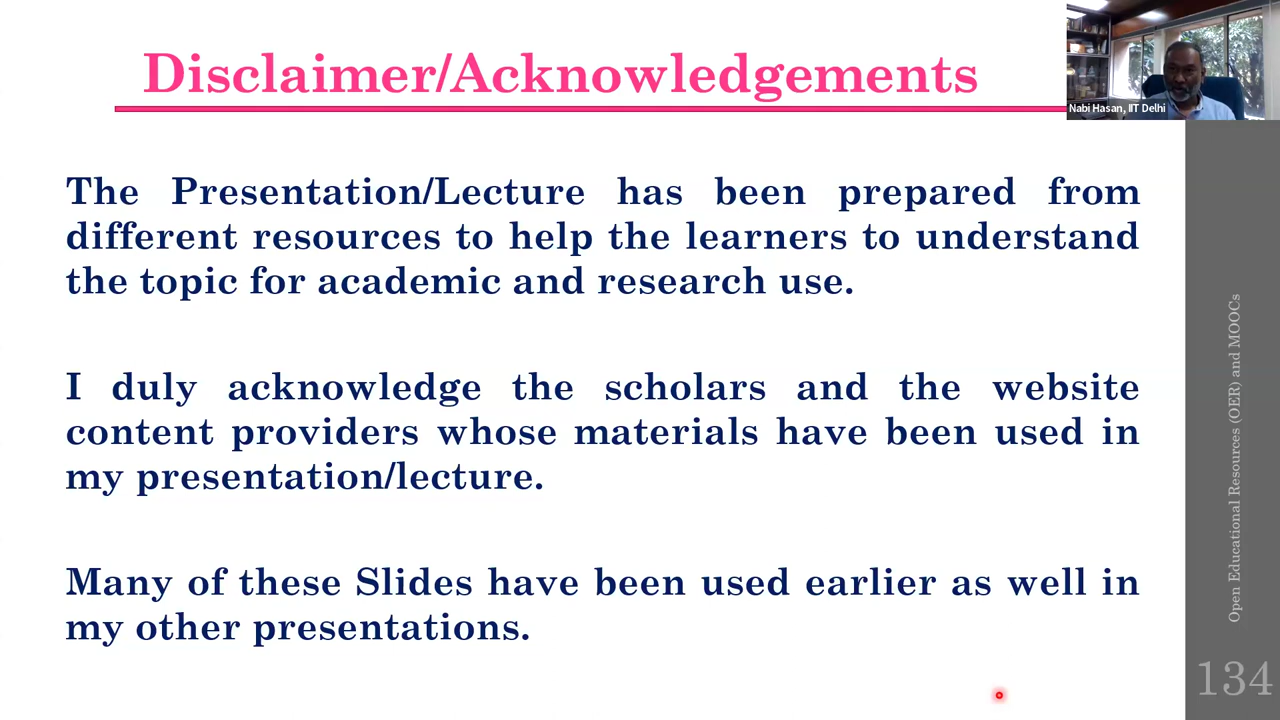 Disclaimer/Acknowledgements
Nabi Hasan, IIT Delhi
The Presentation/Lecture has been prepared from
different resources to help the learners to understand
the topic for academic and research use.
I duly acknowledge the scholars and the website
content providers whose materials have been used in
my presentation/lecture.
Many of these Slides have been used earlier as well in
my other presentations.
Open Educational Resources (OER) and MOOCs
134